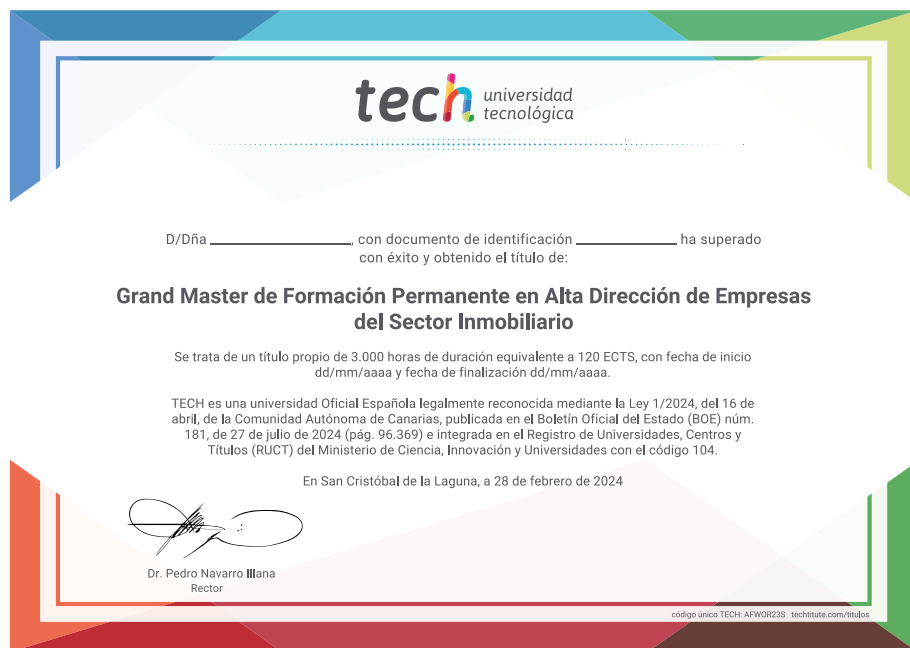 tech universidad
tecnológica
D/Dña ______________, con documento de identificación __________ ha superado
con éxito y obtenido el título de:
Grand Master de Formación Permanente en Alta Dirección de Empresas
del Sector Inmobiliario
Se trata de un título propio de 3.000 horas de duración equivalente a 120 ECTS, con fecha de inicio
dd/mm/aaaa y fecha de finalización dd/mm/aaaa.
TECH es una universidad Oficial Española legalmente reconocida mediante la Ley 1/2024, del 16 de
abril, de la Comunidad Autónoma de Canarias, publicada en el Boletín Oficial del Estado (BOE) núm.
181, de 27 de julio de 2024 (pág. 96.369) e integrada en el Registro de Universidades, Centros y
Títulos (RUCT) del Ministerio de Ciencia, Innovación y Universidades con el código 104.
En San Cristóbal de la Laguna, a 28 de febrero de 2024
Dr. Pedro Navarro Illana
Rector
código único TECH: AFWOR23S techtitute.com/titulos